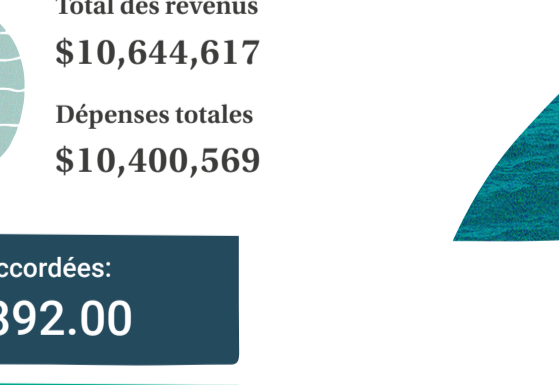 Total des revenus
$10,644,617
Dépenses totales
$10,400,569
ccordées:
392.00